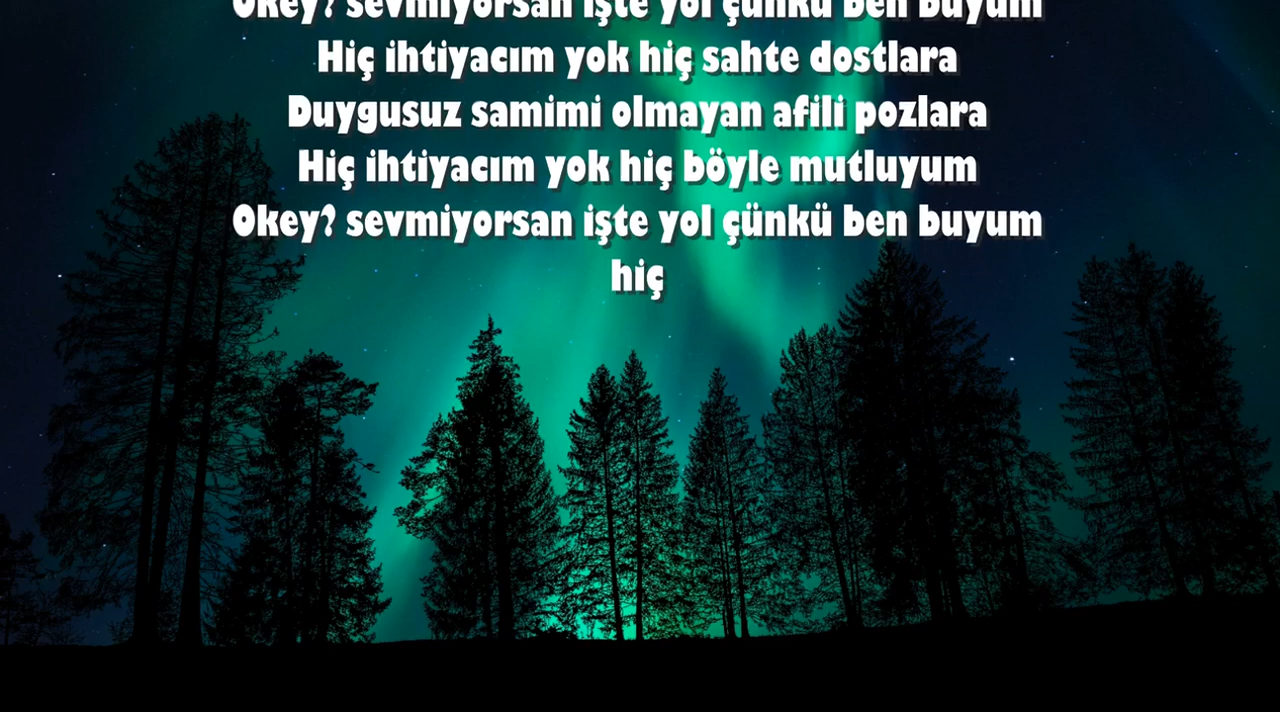 Okey? sevmiyorsan işte yol çünkü ben buyum
Hiç ihtiyacım yok hiç sahte dostlara
Duygusuz samimi olmayan afili pozlara
Hiç ihtiyacım yok hiç böyle mutluyum
Okey? sevmiyorsan işte yol çünkü ben buyum
hiç